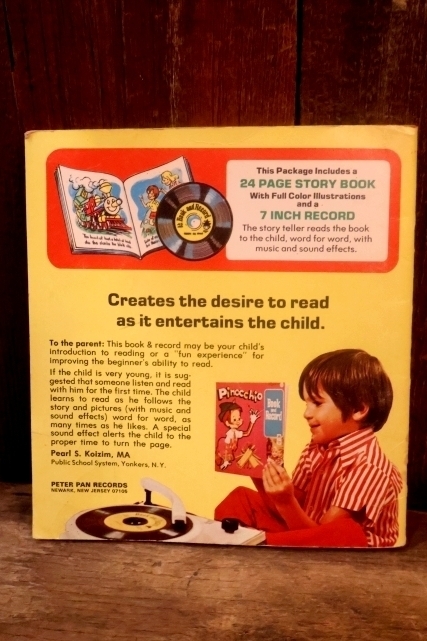 This Package Includes a
24 PAGE STORY BOOK
With Full Color Illustrations
and a
7 INCH RECORD
The story teller reads the book
to the child, word for word, with
music and sound effects.
Book and Record
Creates the desire to read
as it entertains the child.
To the parent: This book & record may be your child's
introduction to reading or a "fun experience" for
improving the beginner's ability to read.
If the child is very young, it is sug-
gested that someone listen and read
with him for the first time. The child
learns to read as he follows the
story and pictures (with music and
sound effects) word for word, as
many times as he likes. A special
sound effect alerts the child to the
proper time to turn the page.
Pearl S. Koizim, MA
Public School System, Yonkers, N.Y.
PETER PAN RECORDS
NEWARK, NEW JERSEY 07105
Pinocchio
Book
and
Record